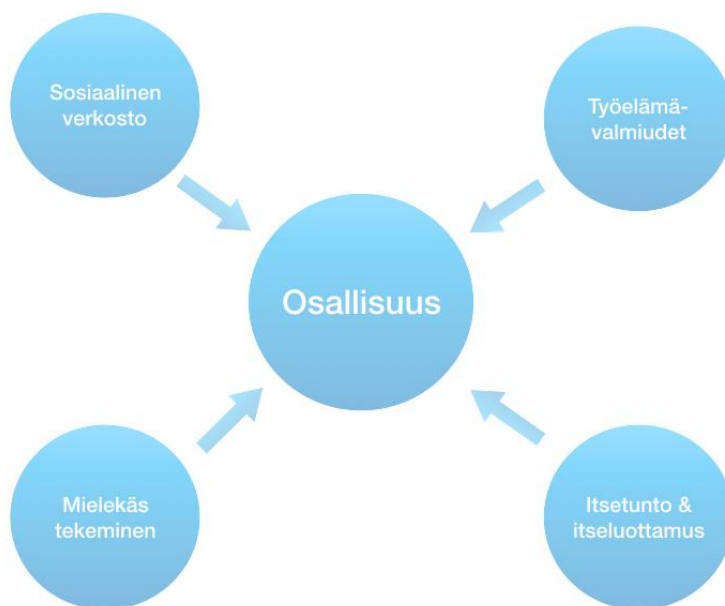 Sosiaalinen
verkosto
Työelämä-
valmiudet
Osallisuus
Mielekäs
tekeminen
Itsetunto &
itseluottamus